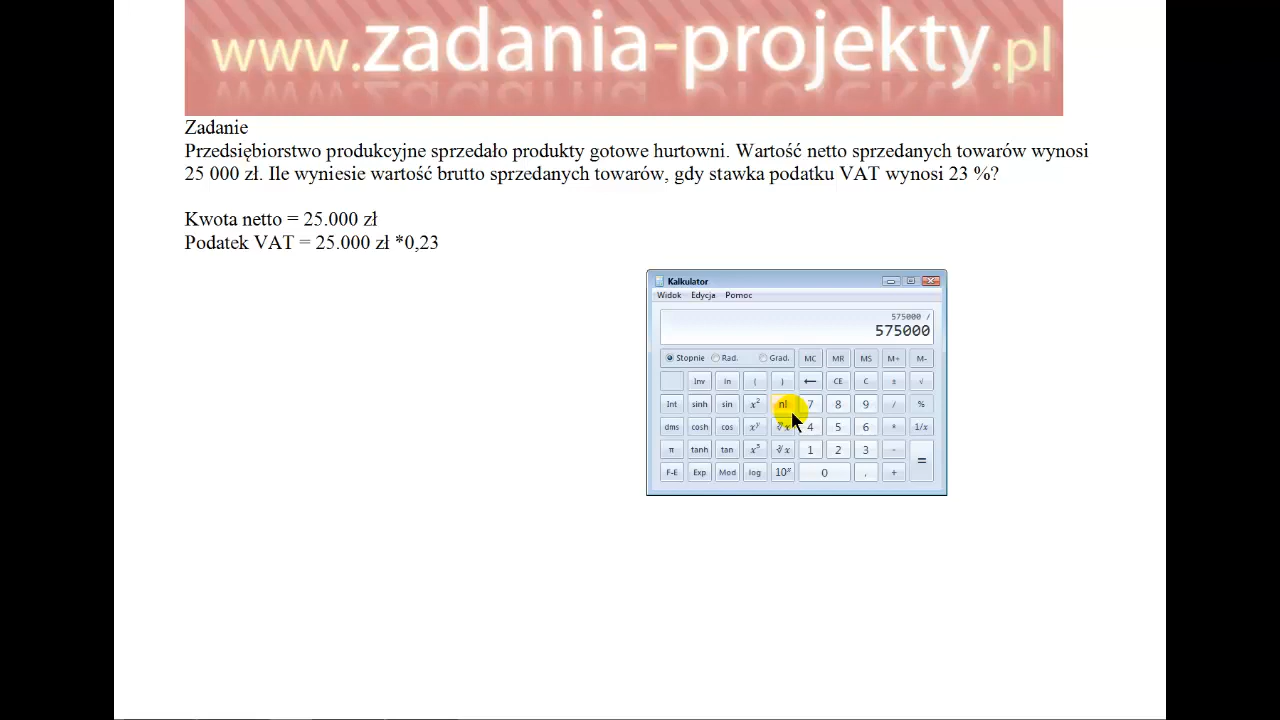 www.zadania-projekty.pl
Zadanie
Przedsiębiorstwo produkcyjne sprzedało produkty gotowe hurtowni. Wartość netto sprzedanych towarów wynosi
25 000 zł. Ile wyniesie wartość brutto sprzedanych towarów, gdy stawka podatku VAT wynosi 23 %?
Kwota netto = 25.000 zł
Podatek VAT = 25.000 zł *0,23
Kalkulator
Widok Edycja Pomoc
575000 /
575000
Stopnie Rad. Grad. MC MR MS M+ M-
Inv ln ( ) ← CE C ± √
Int sinh sin x² n! 7 8 9 / %
dms cosh cos xʸ ʸ√x 4 5 6 * 1/x
π tanh tan x³ ³√x 1 2 3 - =
F-E Exp Mod log 10ˣ 0 , +